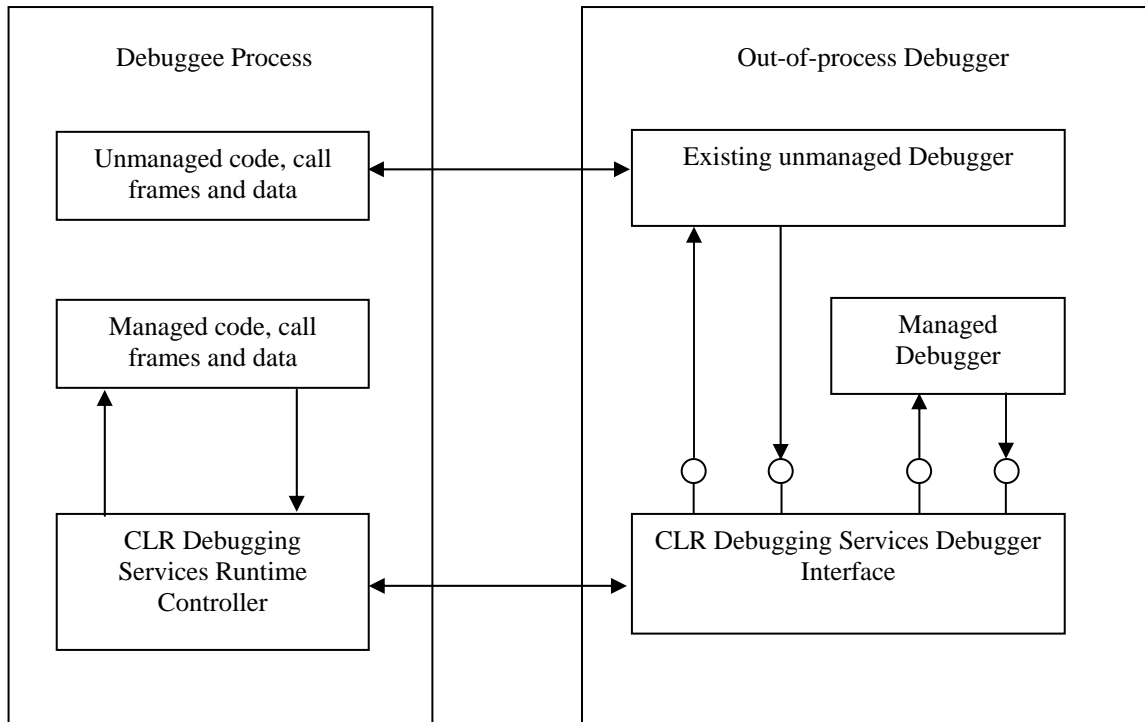 Debuggee Process
Unmanaged code, call
frames and data
Managed code, call
frames and data
CLR Debugging
Services Runtime
Controller
Out-of-process Debugger
Existing unmanaged Debugger
Managed
Debugger
CLR Debugging Services Debugger
Interface